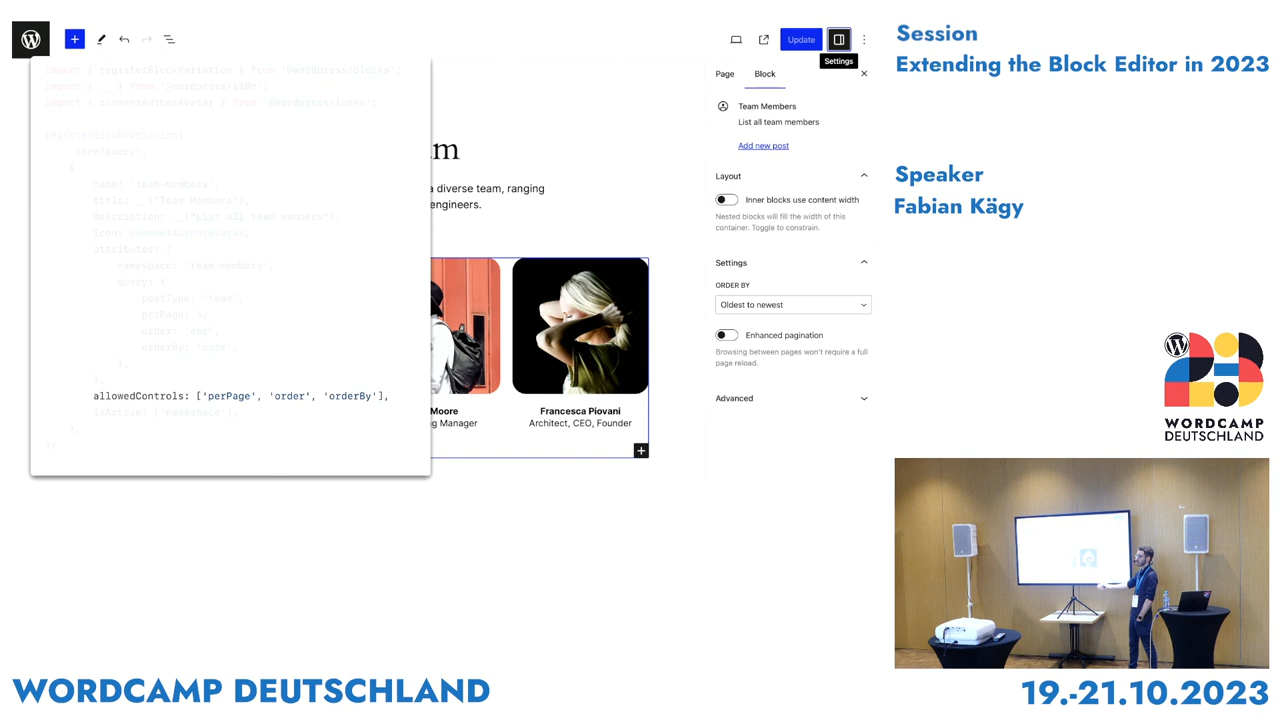 Settings
import { registerBlockVariation } from '@wordpress/blocks';
import { __ } from '@wordpress/i18n';
import { commentAuthorAvatar } from '@wordpress/icons';
registerBlockVariation(
'core/query',
{
name: 'team-members',
title: __("Team Members"),
description: __("List all team members"),
icon: commentAuthorAvatar,
attributes: {
namespace: 'team-members',
query: {
postType: 'team',
perPage: 4,
order: 'asc',
orderBy: 'date',
},
},
allowedControls: ['perPage', 'order', 'orderBy'],
isActive: ['namespace'],
},
);
m
a diverse team, ranging
engineers.
Moore
g Manager
Francesca Piovani
Architect, CEO, Founder
Update
Page Block
Team Members
List all team members
Add new post
Layout
Inner blocks use content width
Nested blocks will fill the width of this
container. Toggle to constrain.
Settings
ORDER BY
Oldest to newest
Enhanced pagination
Browsing between pages won't require a full
page reload.
Advanced
Session
Extending the Block Editor in 2023
Speaker
Fabian Kägy
WORDCAMP
DEUTSCHLAND
WORDCAMP DEUTSCHLAND
19.-21.10.2023